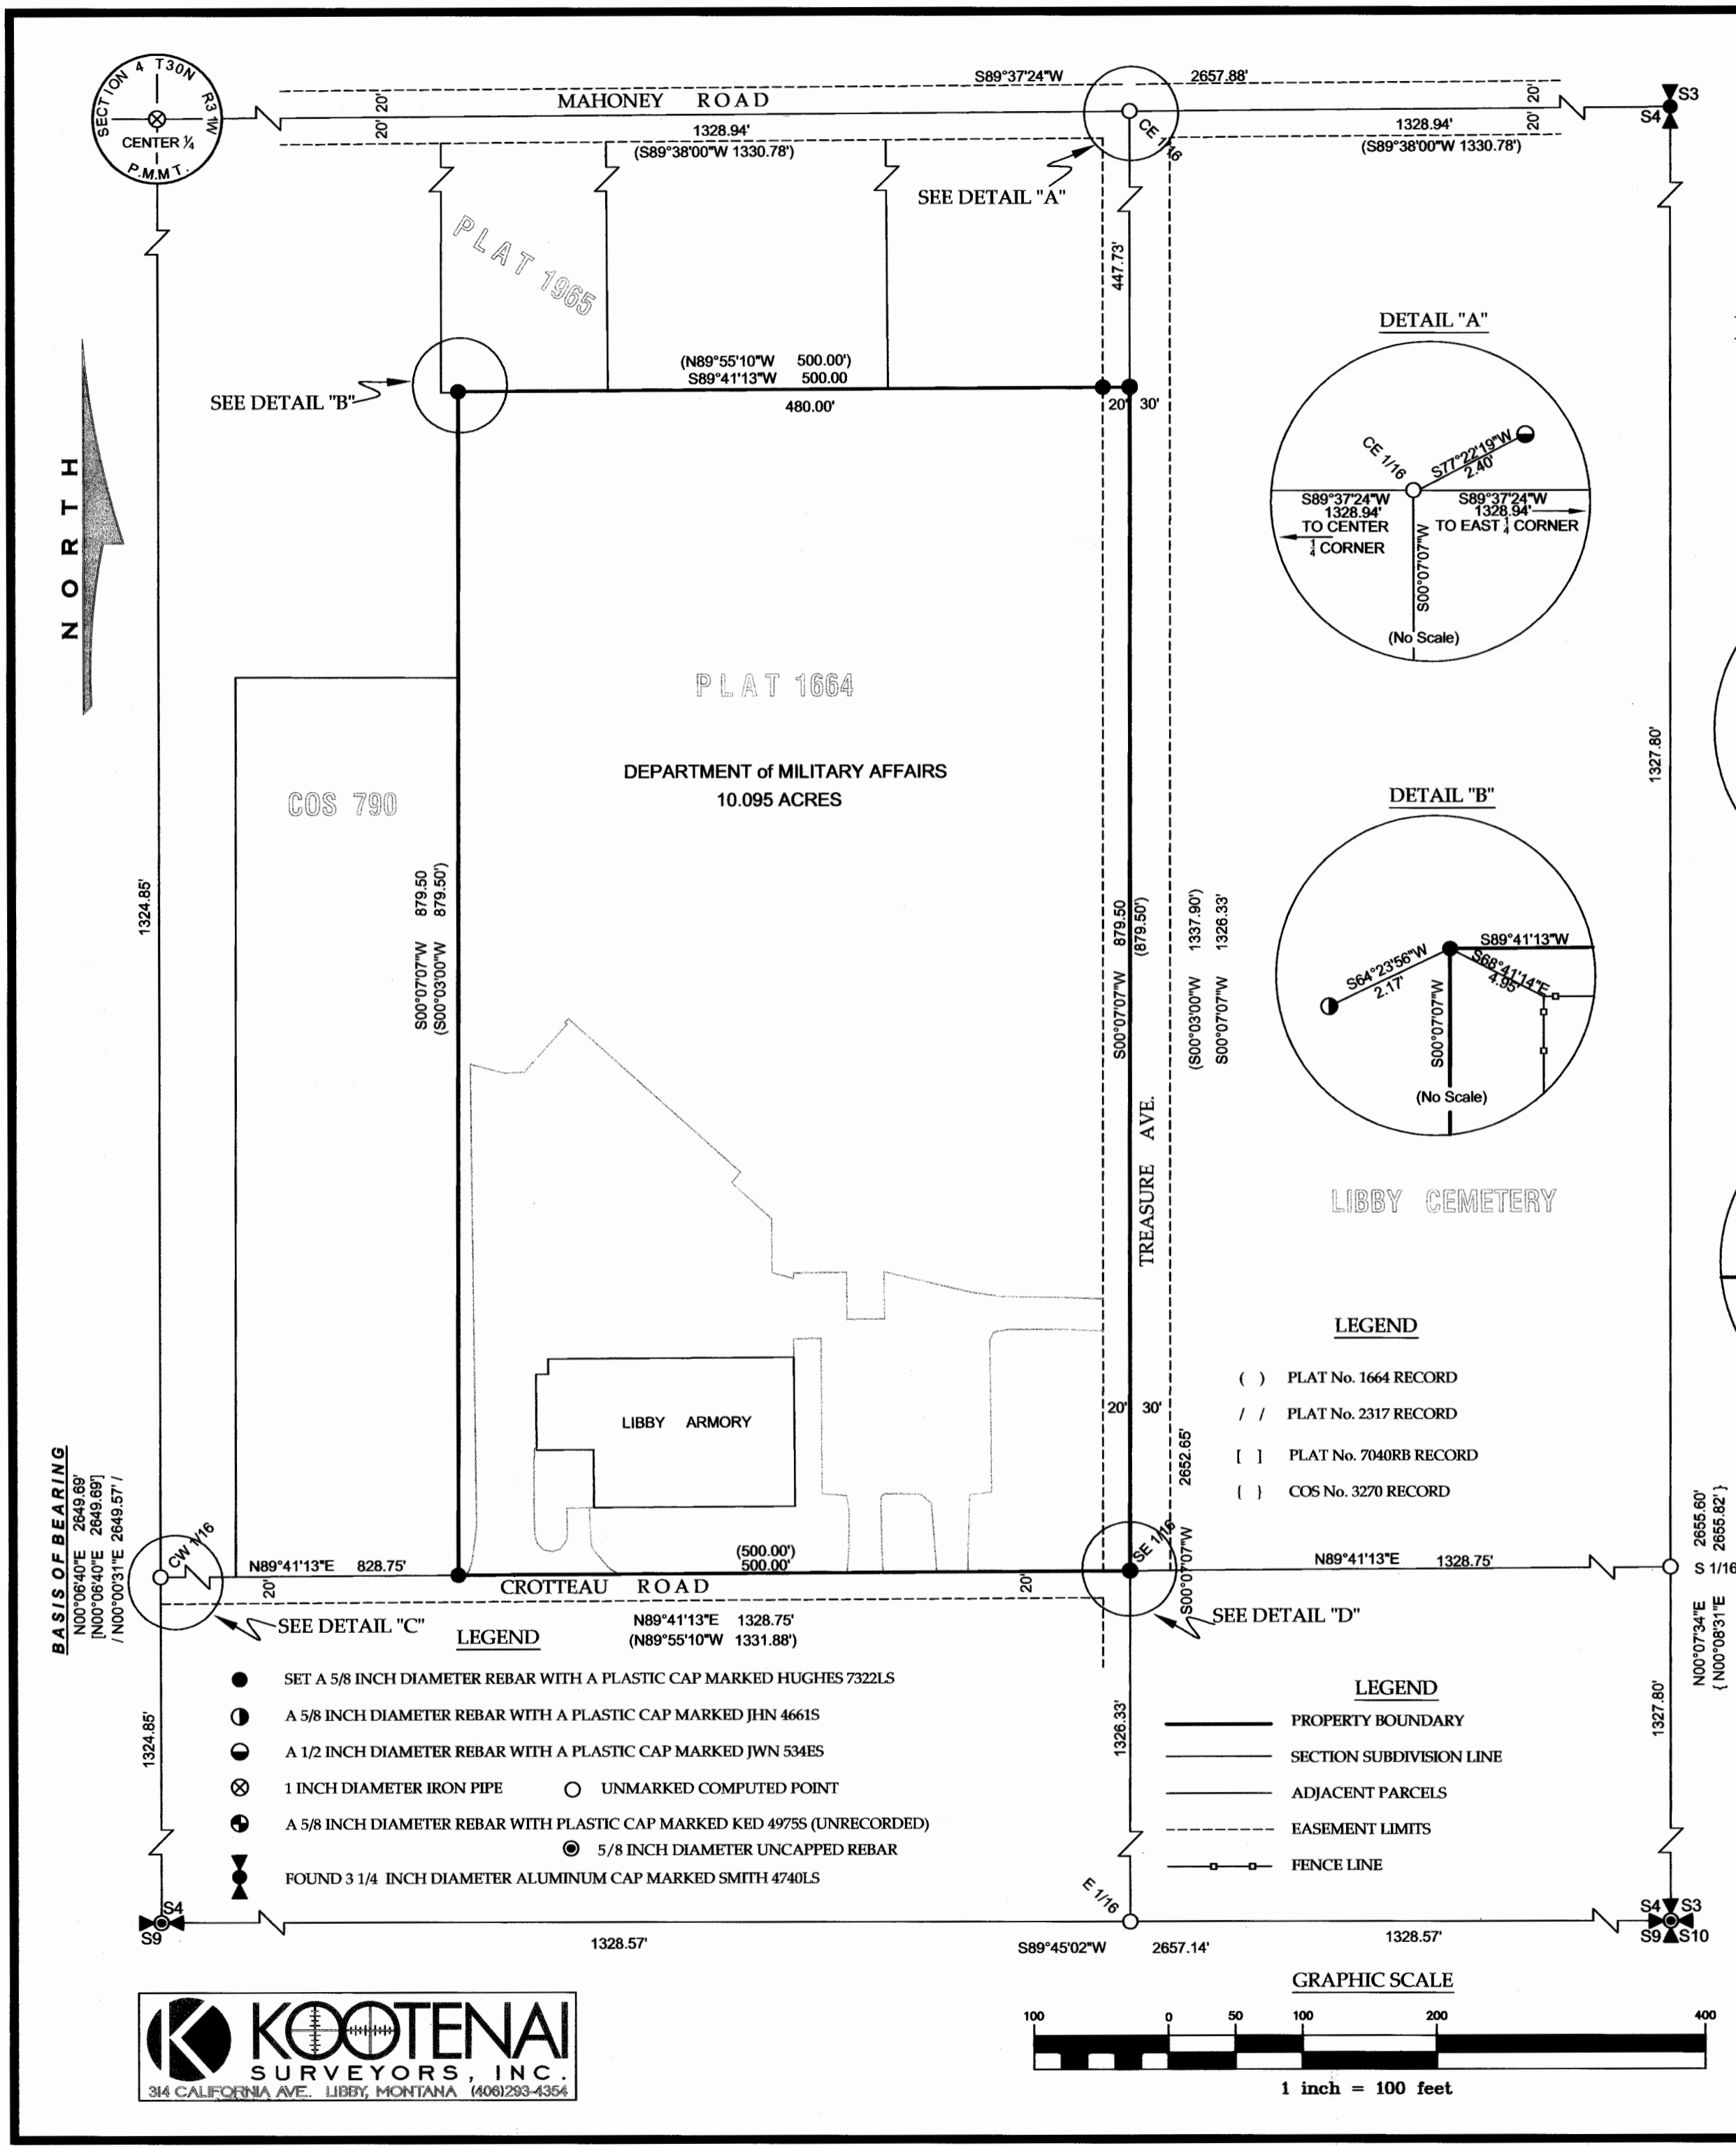 SECTION 4 T30N R31W
CENTER ¼
P.M.M.T.
S89°37'24"W 2657.88'
MAHONEY ROAD
20'
20'
1328.94'
(S89°38'00"W 1330.78')
CE 1/16
20'
20'
1328.94'
(S89°38'00"W 1330.78')
S3
S4
SEE DETAIL "A"
PLAT 1965
447.73'
(N89°55'10"W 500.00')
S89°41'13"W 500.00
480.00'
20' 30'
SEE DETAIL "B"
NORTH
DETAIL "A"
CE 1/16
S77°22'19"W
2.40'
S89°37'24"W
1328.94'
TO CENTER
¼ CORNER
S89°37'24"W
1328.94'
TO EAST ¼ CORNER
S00°07'07"W
(No Scale)
PLAT 1664
DEPARTMENT of MILITARY AFFAIRS
10.095 ACRES
COS 790
1324.85'
S00°07'07"W 879.50
(S00°03'00"W 879.50')
S00°07'07"W 879.50
(879.50')
(S00°03'00"W 1337.90')
S00°07'07"W 1326.33'
1327.80'
DETAIL "B"
S89°41'13"W
S64°23'56"W
2.17'
S68°41'14"E
4.95'
S00°07'07"W
(No Scale)
TREASURE AVE.
LIBBY CEMETERY
LEGEND
( ) PLAT No. 1664 RECORD
/ / PLAT No. 2317 RECORD
[ ] PLAT No. 7040RB RECORD
{ } COS No. 3270 RECORD
LIBBY ARMORY
20' 30'
S00°07'07"W 2652.65'
BASIS OF BEARING
N00°06'40"E 2649.69'
[N00°06'40"E 2649.69']
/ N00°00'31"E 2649.57' /
CW 1/16
N89°41'13"E 828.75'
20'
(500.00')
500.00'
CROTTEAU ROAD
20'
SE 1/16
N89°41'13"E 1328.75'
S 1/16
N00°07'34"E 2655.60'
{ N00°08'31"E 2655.82' }
SEE DETAIL "C"
N89°41'13"E 1328.75'
(N89°55'10"W 1331.88')
SEE DETAIL "D"
LEGEND
SET A 5/8 INCH DIAMETER REBAR WITH A PLASTIC CAP MARKED HUGHES 7322LS
A 5/8 INCH DIAMETER REBAR WITH A PLASTIC CAP MARKED JHN 4661S
A 1/2 INCH DIAMETER REBAR WITH A PLASTIC CAP MARKED JWN 534ES
1 INCH DIAMETER IRON PIPE UNMARKED COMPUTED POINT
A 5/8 INCH DIAMETER REBAR WITH PLASTIC CAP MARKED KED 4975S (UNRECORDED)
5/8 INCH DIAMETER UNCAPPED REBAR
FOUND 3 1/4 INCH DIAMETER ALUMINUM CAP MARKED SMITH 4740LS
1324.85'
1326.33'
LEGEND
PROPERTY BOUNDARY
SECTION SUBDIVISION LINE
ADJACENT PARCELS
EASEMENT LIMITS
FENCE LINE
1327.80'
S4
S9
1328.57'
E 1/16
S89°45'02"W 2657.14'
1328.57'
S4 S3
S9 S10
KOOTENAI
SURVEYORS, INC.
314 CALIFORNIA AVE. LIBBY, MONTANA (406)293-4354
GRAPHIC SCALE
100 0 50 100 200 400
1 inch = 100 feet